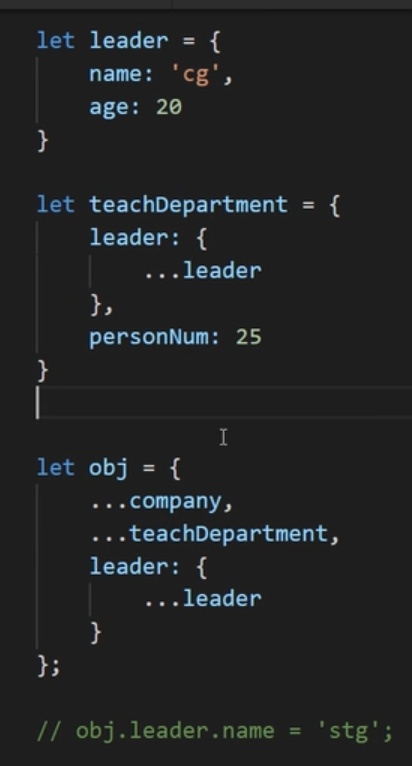 let leader = {
    name: 'cg',
    age: 20
}
let teachDepartment = {
    leader: {
        ...leader
    },
    personNum: 25
}
let obj = {
    ...company,
    ...teachDepartment,
    leader: {
        ...leader
    }
};
// obj.leader.name = 'stg';